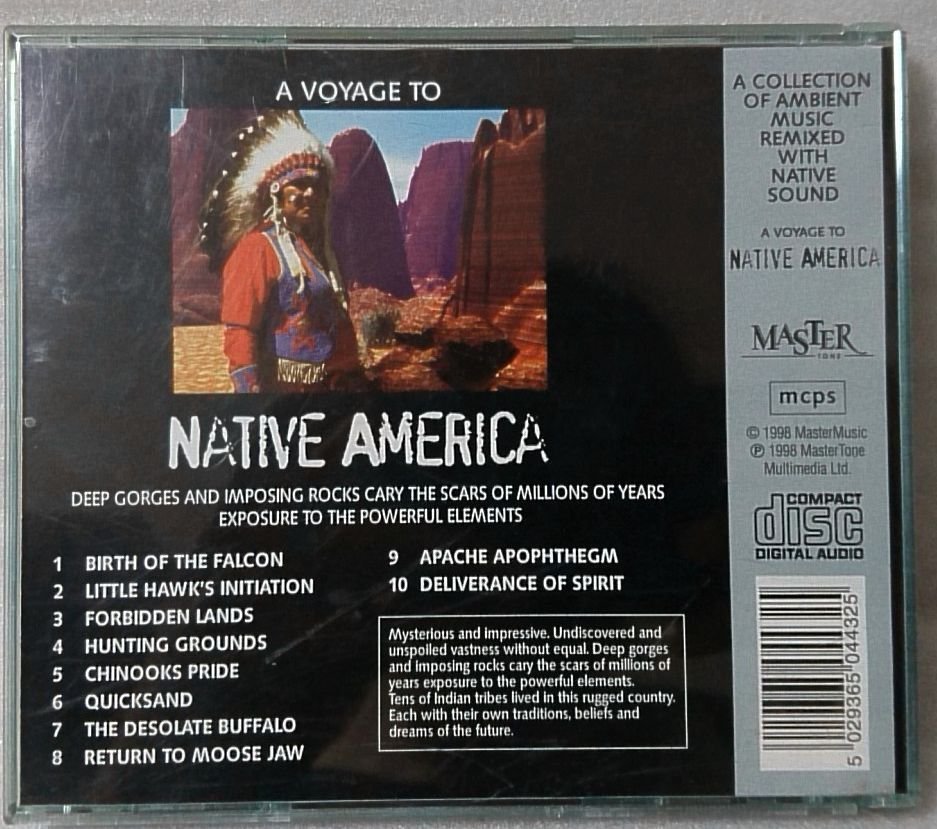 A VOYAGE TO
NATIVE AMERICA
DEEP GORGES AND IMPOSING ROCKS CARY THE SCARS OF MILLIONS OF YEARS
EXPOSURE TO THE POWERFUL ELEMENTS
1 BIRTH OF THE FALCON
2 LITTLE HAWK'S INITIATION
3 FORBIDDEN LANDS
4 HUNTING GROUNDS
5 CHINOOKS PRIDE
6 QUICKSAND
7 THE DESOLATE BUFFALO
8 RETURN TO MOOSE JAW
9 APACHE APOPHTHEGM
10 DELIVERANCE OF SPIRIT
Mysterious and impressive. Undiscovered and
unspoiled vastness without equal. Deep gorges
and imposing rocks cary the scars of millions of
years exposure to the powerful elements.
Tens of Indian tribes lived in this rugged country.
Each with their own traditions, beliefs and
dreams of the future.
A COLLECTION
OF AMBIENT
MUSIC
REMIXED
WITH
NATIVE
SOUND
A VOYAGE TO
NATIVE AMERICA
MASTER
TONE
mcps
© 1998 MasterMusic
℗ 1998 MasterTone
Multimedia Ltd.
COMPACT
disc
DIGITAL AUDIO
5 029365 044325